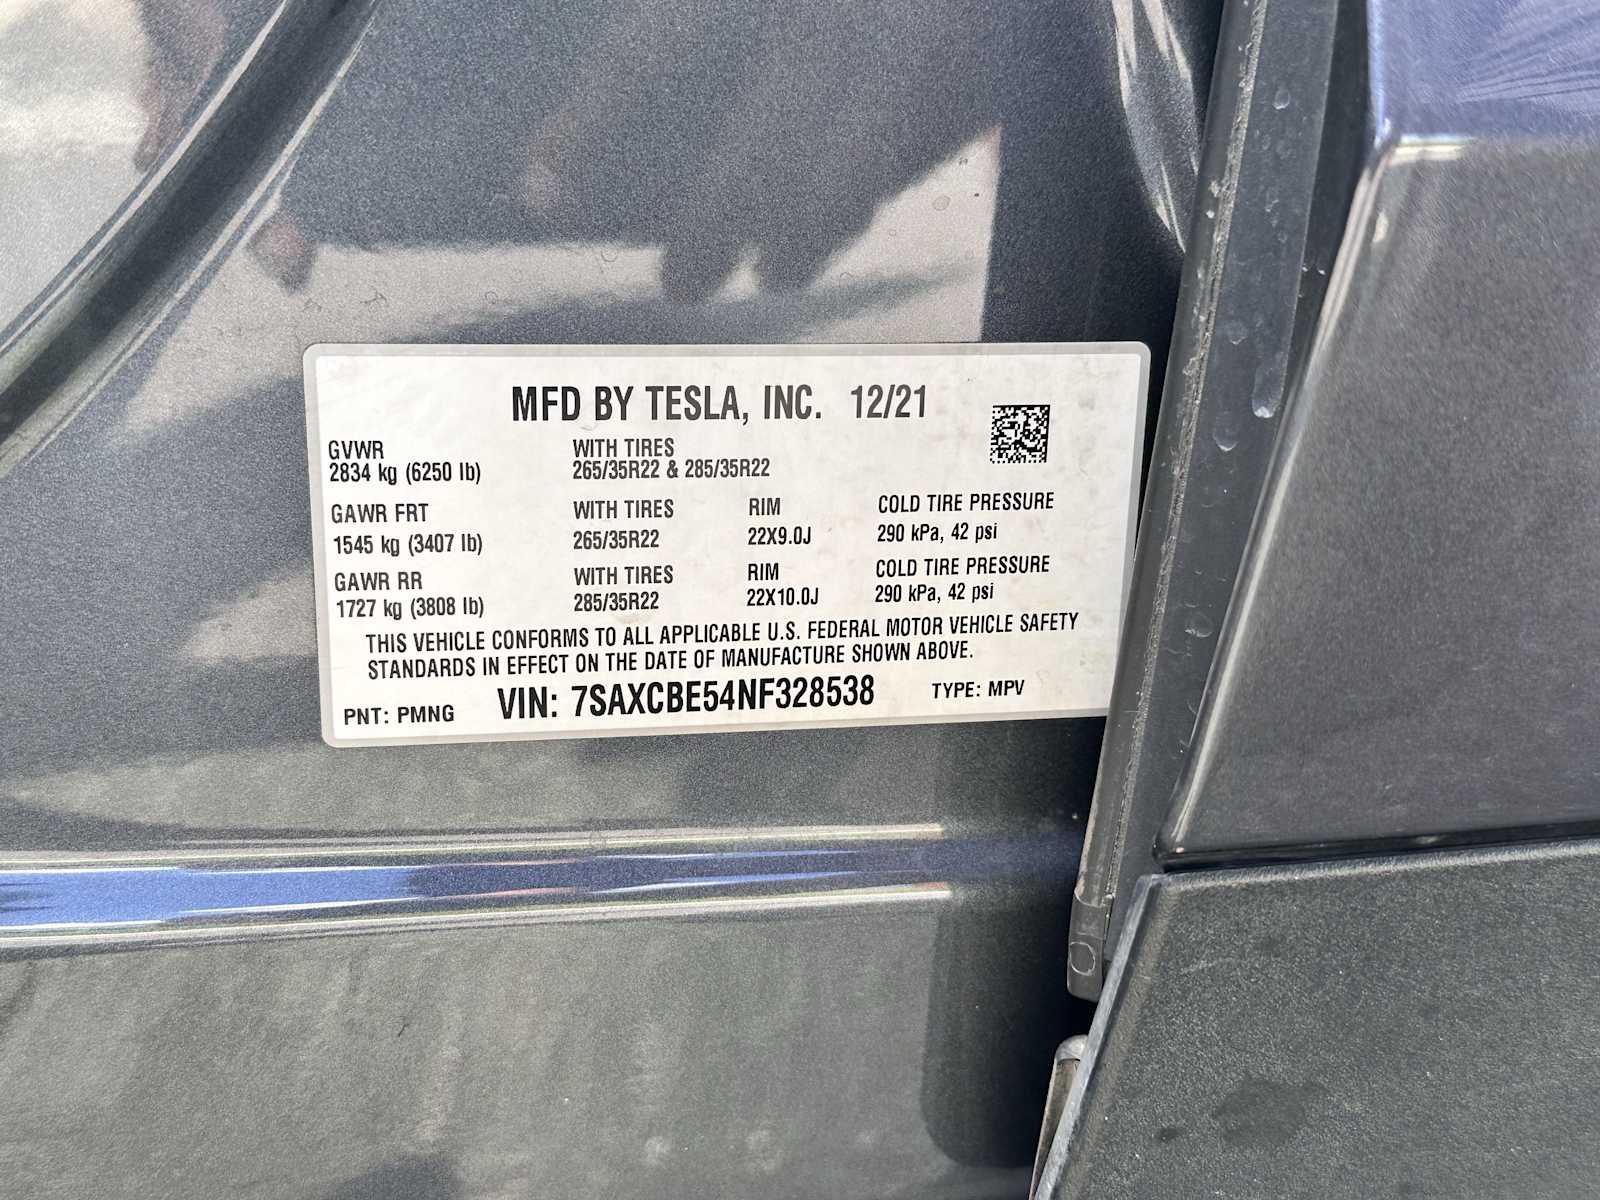 MFD BY TESLA, INC. 12/21
GVWR WITH TIRES
2834 kg (6250 lb) 265/35R22 & 285/35R22
GAWR FRT WITH TIRES RIM COLD TIRE PRESSURE
1545 kg (3407 lb) 265/35R22 22X9.0J 290 kPa, 42 psi
GAWR RR WITH TIRES RIM COLD TIRE PRESSURE
1727 kg (3808 lb) 285/35R22 22X10.0J 290 kPa, 42 psi
THIS VEHICLE CONFORMS TO ALL APPLICABLE U.S. FEDERAL MOTOR VEHICLE SAFETY
STANDARDS IN EFFECT ON THE DATE OF MANUFACTURE SHOWN ABOVE.
PNT: PMNG VIN: 7SAXCBE54NF328538 TYPE: MPV